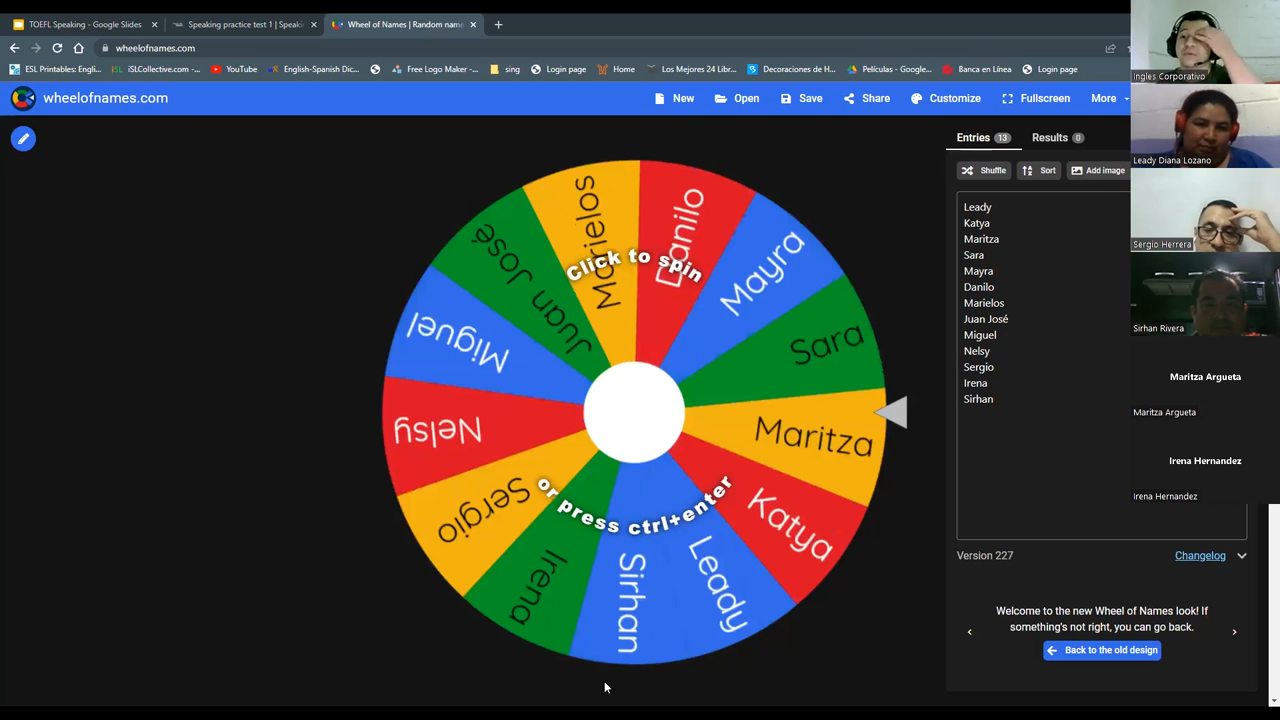 TOEFL Speaking - Google Slides
Speaking practice test 1 | Speaki
Wheel of Names | Random name
wheelofnames.com
ESL Printables: Engli...
iSLCollective.com -...
YouTube
English-Spanish Dic...
Free Logo Maker -...
sing
Login page
Home
Los Mejores 24 Libr...
Decoraciones de H...
Películas - Google...
Banca en Línea
Login page
wheelofnames.com
New
Open
Save
Share
Customize
Fullscreen
More
Entries 13
Results 0
Shuffle
Sort
Add image
Leady
Katya
Maritza
Sara
Mayra
Danilo
Marielos
Juan José
Miguel
Nelsy
Sergio
Irena
Sirhan
Version 227
Changelog
Welcome to the new Wheel of Names look! If
something's not right, you can go back.
Back to the old design
Click to spin
or press ctrl+enter
Marielos
Danilo
Mayra
Sara
Maritza
Katya
Leady
Sirhan
Irena
Sergio
Nelsy
Miguel
Juan José
Ingles Corporativo
Leady Diana Lozano
Sergio Herrera
Sirhan Rivera
Maritza Argueta
Maritza Argueta
Irena Hernandez
Irena Hernandez